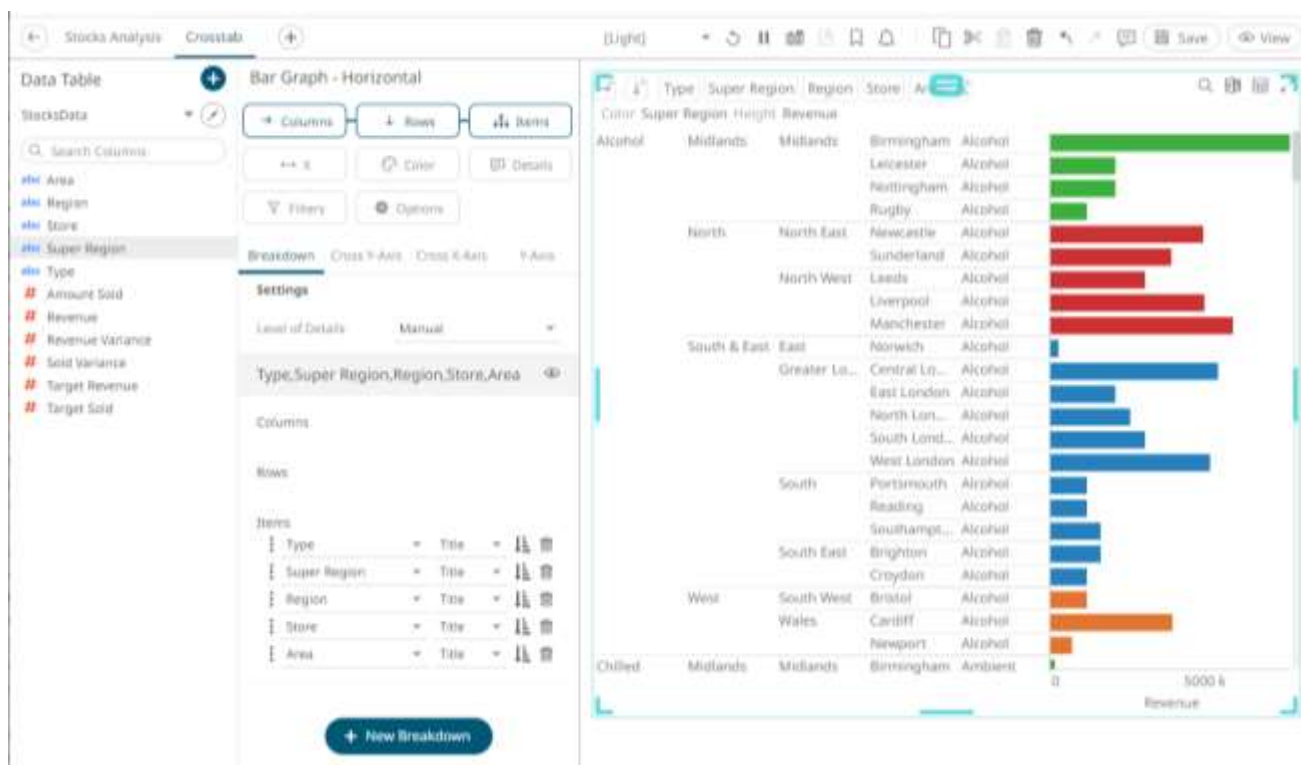 Stocks Analysis Crosstab [Light] Save View
Data Table
StocksData
Search Columns
abc Area
abc Region
abc Store
abc Super Region
abc Type
# Amount Sold
# Revenue
# Revenue Variance
# Sold Variance
# Target Revenue
# Target Sold
Bar Graph - Horizontal
Columns Rows Items
X Color Details
Filters Options
Breakdown Cross Y-Axis Cross X-Axis Y-Axis
Settings
Level of Details Manual
Type,Super Region,Region,Store,Area
Columns
Rows
Items
Type Title
Super Region Title
Region Title
Store Title
Area Title
+ New Breakdown
Type Super Region Region Store
Color Super Region Height Revenue
Alcohol Midlands Midlands Birmingham Alcohol
Leicester Alcohol
Nottingham Alcohol
Rugby Alcohol
North North East Newcastle Alcohol
Sunderland Alcohol
North West Leeds Alcohol
Liverpool Alcohol
Manchester Alcohol
South & East East Norwich Alcohol
Greater Lo... Central Lo... Alcohol
East London Alcohol
North Lon... Alcohol
South Lond... Alcohol
West London Alcohol
South Portsmouth Alcohol
Reading Alcohol
Southampt... Alcohol
South East Brighton Alcohol
Croydon Alcohol
West South West Bristol Alcohol
Wales Cardiff Alcohol
Newport Alcohol
Chilled Midlands Midlands Birmingham Ambient
0 5000 k
Revenue